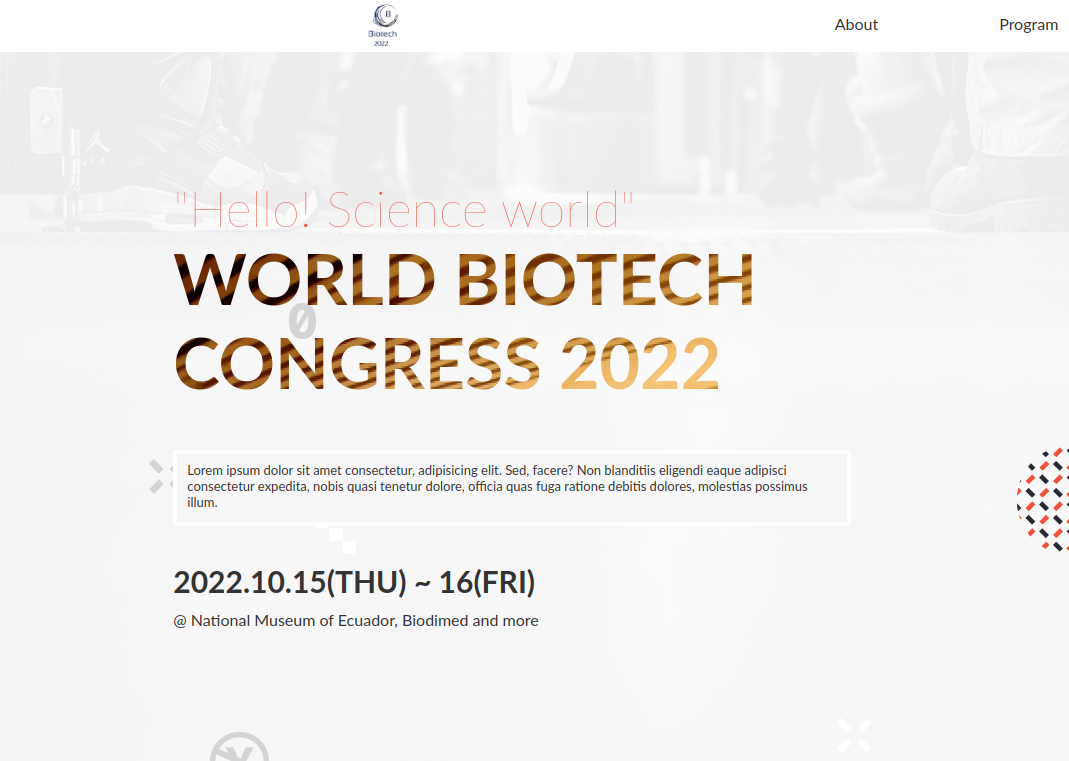 Biotech
2022
About
Program
"Hello! Science world"
WORLD BIOTECH
CONGRESS 2022
Lorem ipsum dolor sit amet consectetur, adipisicing elit. Sed, facere? Non blanditiis eligendi eaque adipisci
consectetur expedita, nobis quasi tenetur dolore, officia quas fuga ratione debitis dolores, molestias possimus
illum.
2022.10.15(THU) ~ 16(FRI)
@ National Museum of Ecuador, Biodimed and more